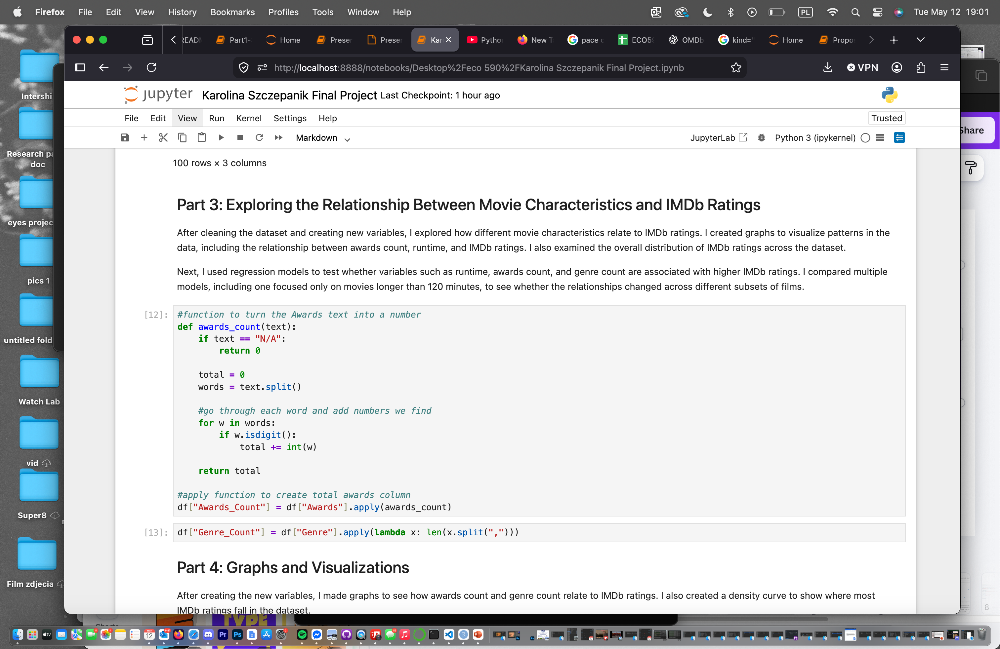 Firefox File Edit View History Bookmarks Profiles Tools Window Help PL Tue May 12 19:01
Part1- Home Preser Preser Kar Pythor New T pace ECO5 OMDb kind=" Home Propo
http://localhost:8888/notebooks/Desktop%2Feco 590%2FKarolina Szczepanik Final Project.ipynb VPN
jupyter Karolina Szczepanik Final Project Last Checkpoint: 1 hour ago
File Edit View Run Kernel Settings Help Trusted
Markdown JupyterLab Python 3 (ipykernel)
100 rows × 3 columns
Part 3: Exploring the Relationship Between Movie Characteristics and IMDb Ratings
After cleaning the dataset and creating new variables, I explored how different movie characteristics relate to IMDb ratings. I created graphs to visualize patterns in the
data, including the relationship between awards count, runtime, and IMDb ratings. I also examined the overall distribution of IMDb ratings across the dataset.
Next, I used regression models to test whether variables such as runtime, awards count, and genre count are associated with higher IMDb ratings. I compared multiple
models, including one focused only on movies longer than 120 minutes, to see whether the relationships changed across different subsets of films.
[12]: #function to turn the Awards text into a number
def awards_count(text):
    if text == "N/A":
        return 0
    total = 0
    words = text.split()
    #go through each word and add numbers we find
    for w in words:
        if w.isdigit():
            total += int(w)
    return total
#apply function to create total awards column
df["Awards_Count"] = df["Awards"].apply(awards_count)
[13]: df["Genre_Count"] = df["Genre"].apply(lambda x: len(x.split(",")))
Part 4: Graphs and Visualizations
After creating the new variables, I made graphs to see how awards count and genre count relate to IMDb ratings. I also created a density curve to show where most
IMDb ratings fall in the dataset.
Intershi
Research pa
doc
eyes projec
pics 1
untitled fold
Watch Lab
vid
Super8
Film zdjecia
Share
8
TYPE